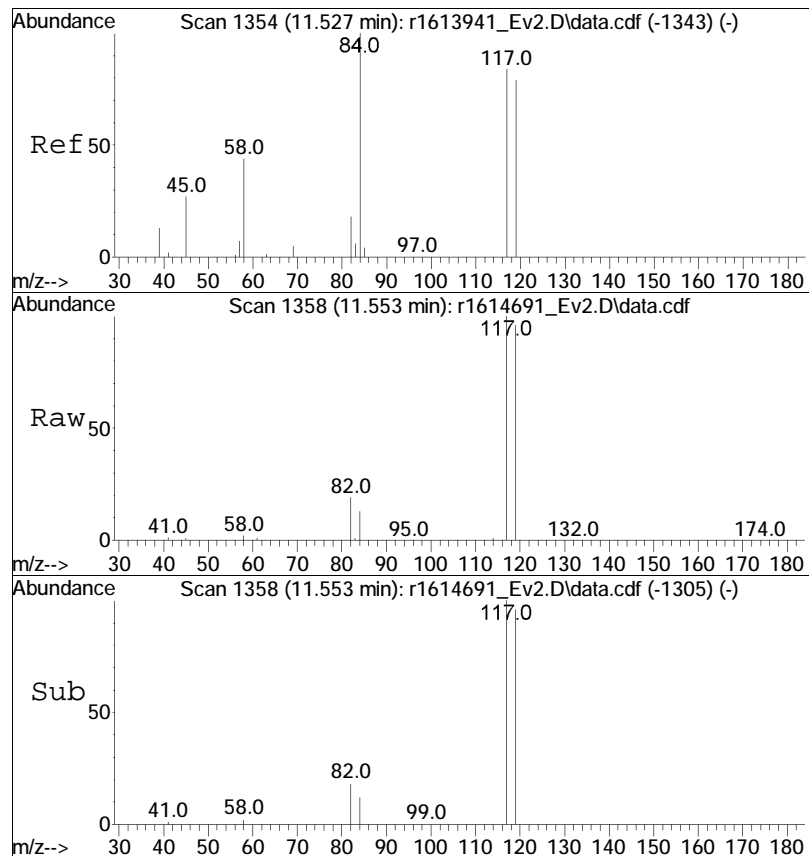 Abundance Scan 1354 (11.527 min): r1613941_Ev2.D\data.cdf (-1343) (-)
84.0
117.0
Ref 50
58.0
45.0
97.0
0
30 40 50 60 70 80 90 100 110 120 130 140 150 160 170 180
m/z-->
Abundance Scan 1358 (11.553 min): r1614691_Ev2.D\data.cdf
117.0
Raw 50
82.0
41.0 58.0 95.0 132.0 174.0
0
30 40 50 60 70 80 90 100 110 120 130 140 150 160 170 180
m/z-->
Abundance Scan 1358 (11.553 min): r1614691_Ev2.D\data.cdf (-1305) (-)
117.0
Sub 50
82.0
41.0 58.0 99.0
0
m/z--> 30 40 50 60 70 80 90 100 110 120 130 140 150 160 170 180